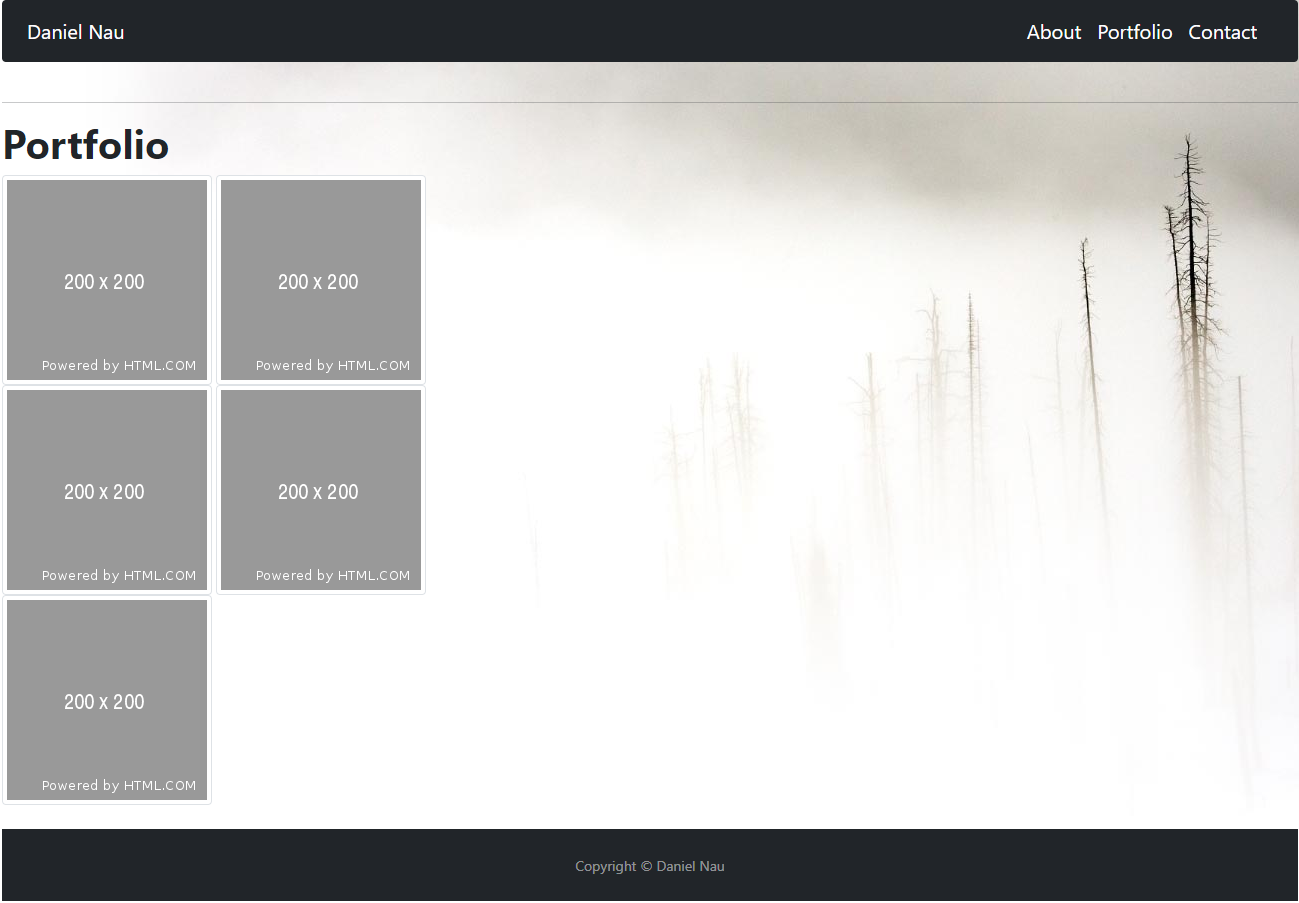 Daniel Nau
About Portfolio Contact
Portfolio
200 x 200
Powered by HTML.COM
200 x 200
Powered by HTML.COM
200 x 200
Powered by HTML.COM
200 x 200
Powered by HTML.COM
200 x 200
Powered by HTML.COM
Copyright © Daniel Nau